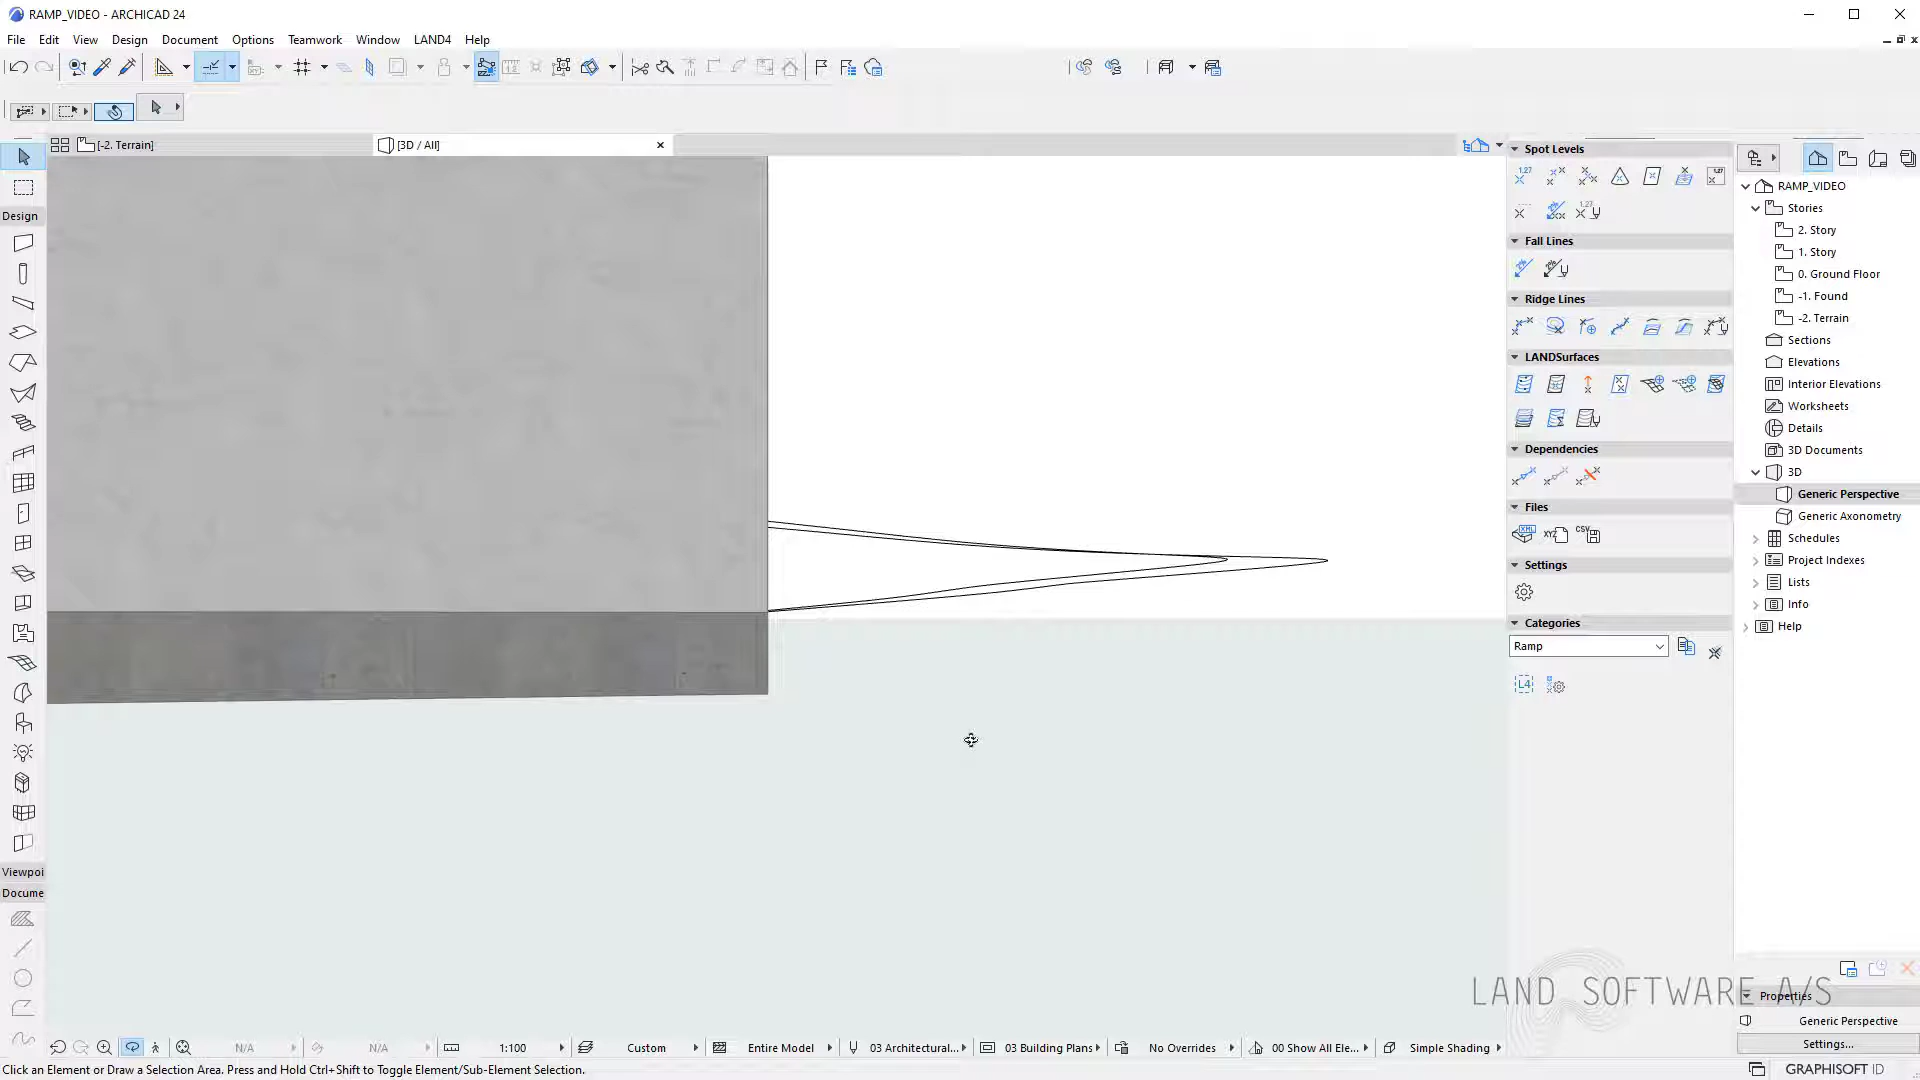 RAMP_VIDEO - ARCHICAD 24
File Edit View Design Document Options Teamwork Window LAND4 Help
[-2. Terrain]
[3D / All]
Design
Viewpoi
Docume
Spot Levels
Fall Lines
Ridge Lines
LANDSurfaces
Dependencies
Files
Settings
Categories
Ramp
RAMP_VIDEO
Stories
2. Story
1. Story
0. Ground Floor
-1. Found
-2. Terrain
Sections
Elevations
Interior Elevations
Worksheets
Details
3D Documents
3D
Generic Perspective
Generic Axonometry
Schedules
Project Indexes
Lists
Info
Help
LAND SOFTWARE A/S
Properties
Generic Perspective
Settings...
N/A N/A 1:100 Custom Entire Model 03 Architectural... 03 Building Plans No Overrides 00 Show All Ele... Simple Shading
Click an Element or Draw a Selection Area. Press and Hold Ctrl+Shift to Toggle Element/Sub-Element Selection.
GRAPHISOFT ID